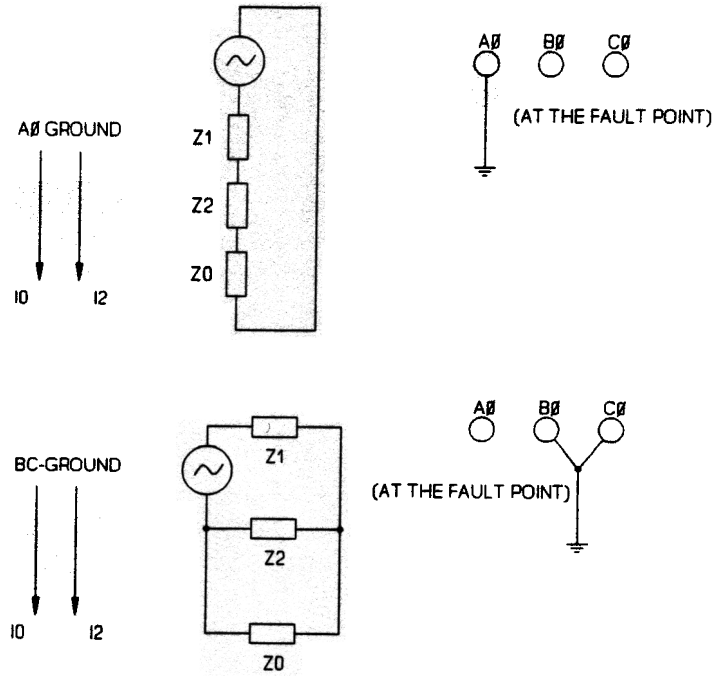 AØ BØ CØ
(AT THE FAULT POINT)
AØ GROUND
Z1
Z2
Z0
I0 I2
AØ BØ CØ
Z1
BC-GROUND
(AT THE FAULT POINT)
Z2
I0 I2
Z0